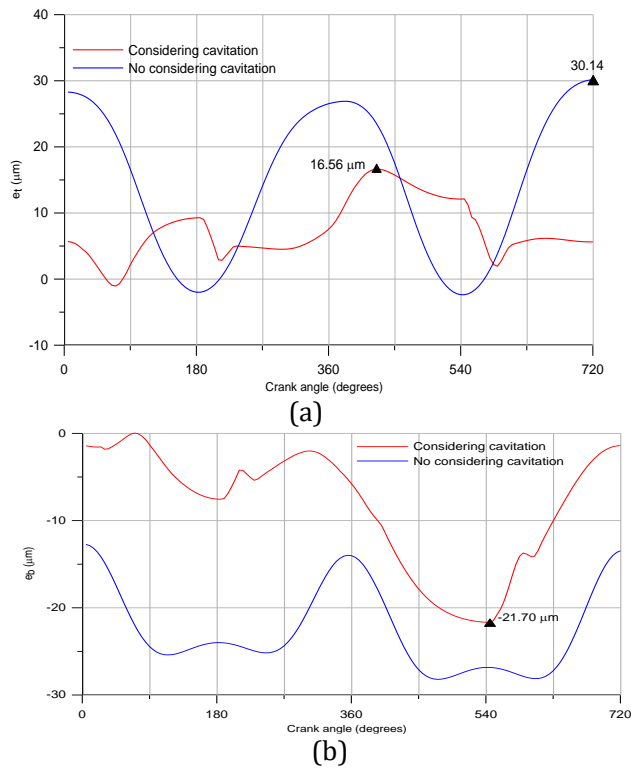 40
Considering cavitation
No considering cavitation
30.14
30
20
16.56 µm
10
0
-10
et (µm)
0 180 360 540 720
Crank angle (degrees)
(a)
0
Considering cavitation
No considering cavitation
-10
-20
-21.70 µm
-30
eb (µm)
0 180 360 540 720
Crank angle (degrees)
(b)